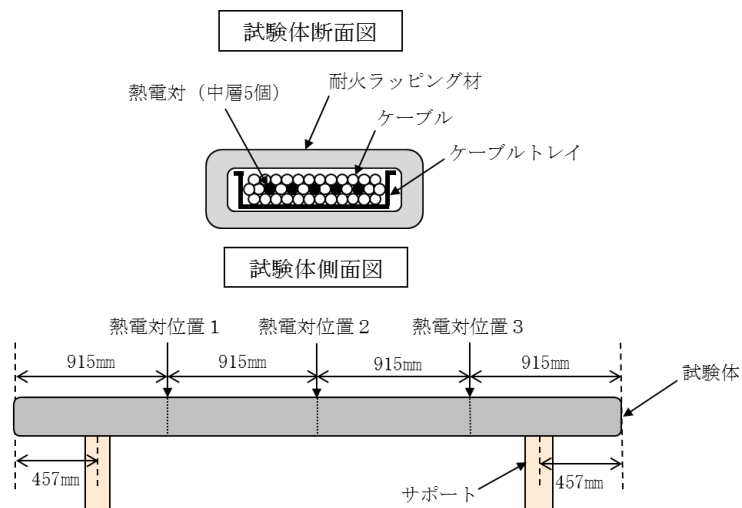 試験体断面図
熱電対（中層5個）
耐火ラッピング材
ケーブル
ケーブルトレイ
試験体側面図
熱電対位置１
熱電対位置２
熱電対位置３
915mm
915mm
915mm
915mm
試験体
457mm
サポート
457mm